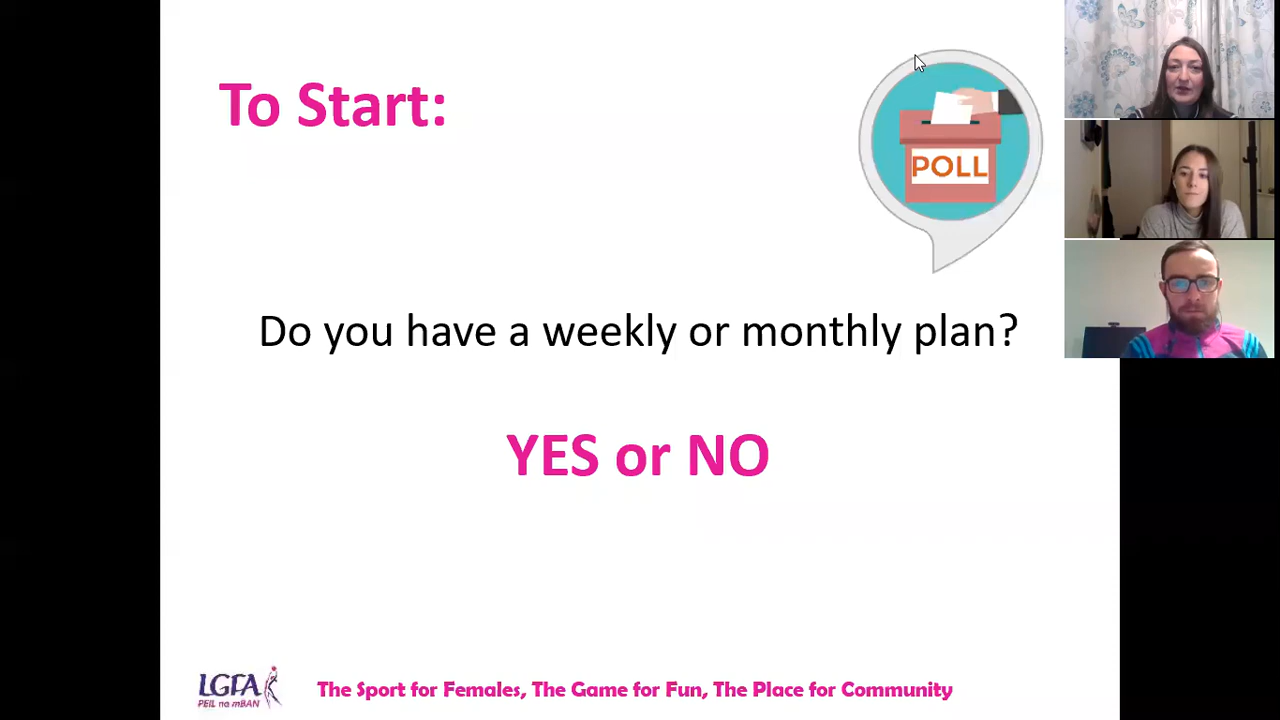 To Start:
POLL
Do you have a weekly or monthly plan?
YES or NO
LGFA
PEIL na mBAN
The Sport for Females, The Game for Fun, The Place for Community